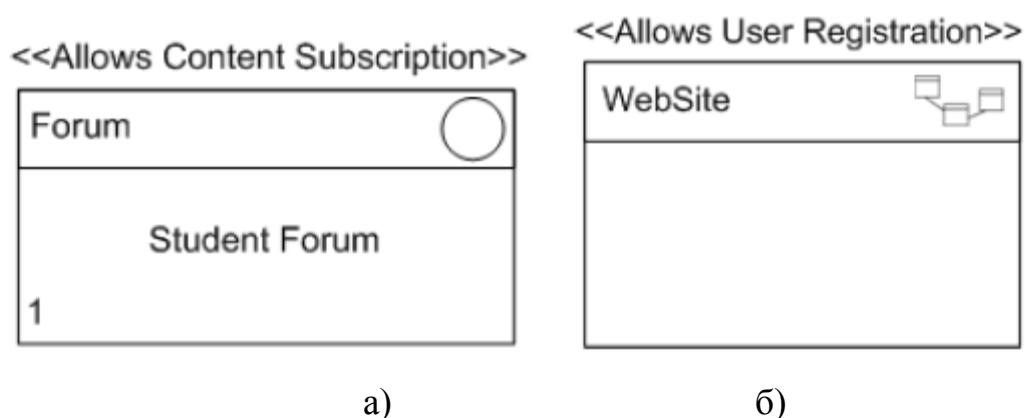 <<Allows Content Subscription>>
Forum
Student Forum
1
а)
<<Allows User Registration>>
WebSite
б)